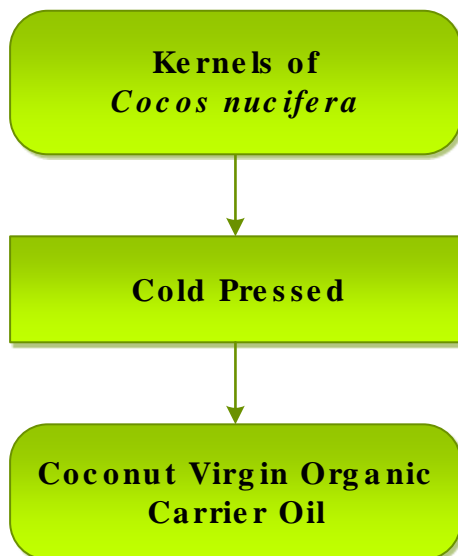 Kernels of
Cocos nucifera
Cold Pressed
Coconut Virgin Organic
Carrier Oil